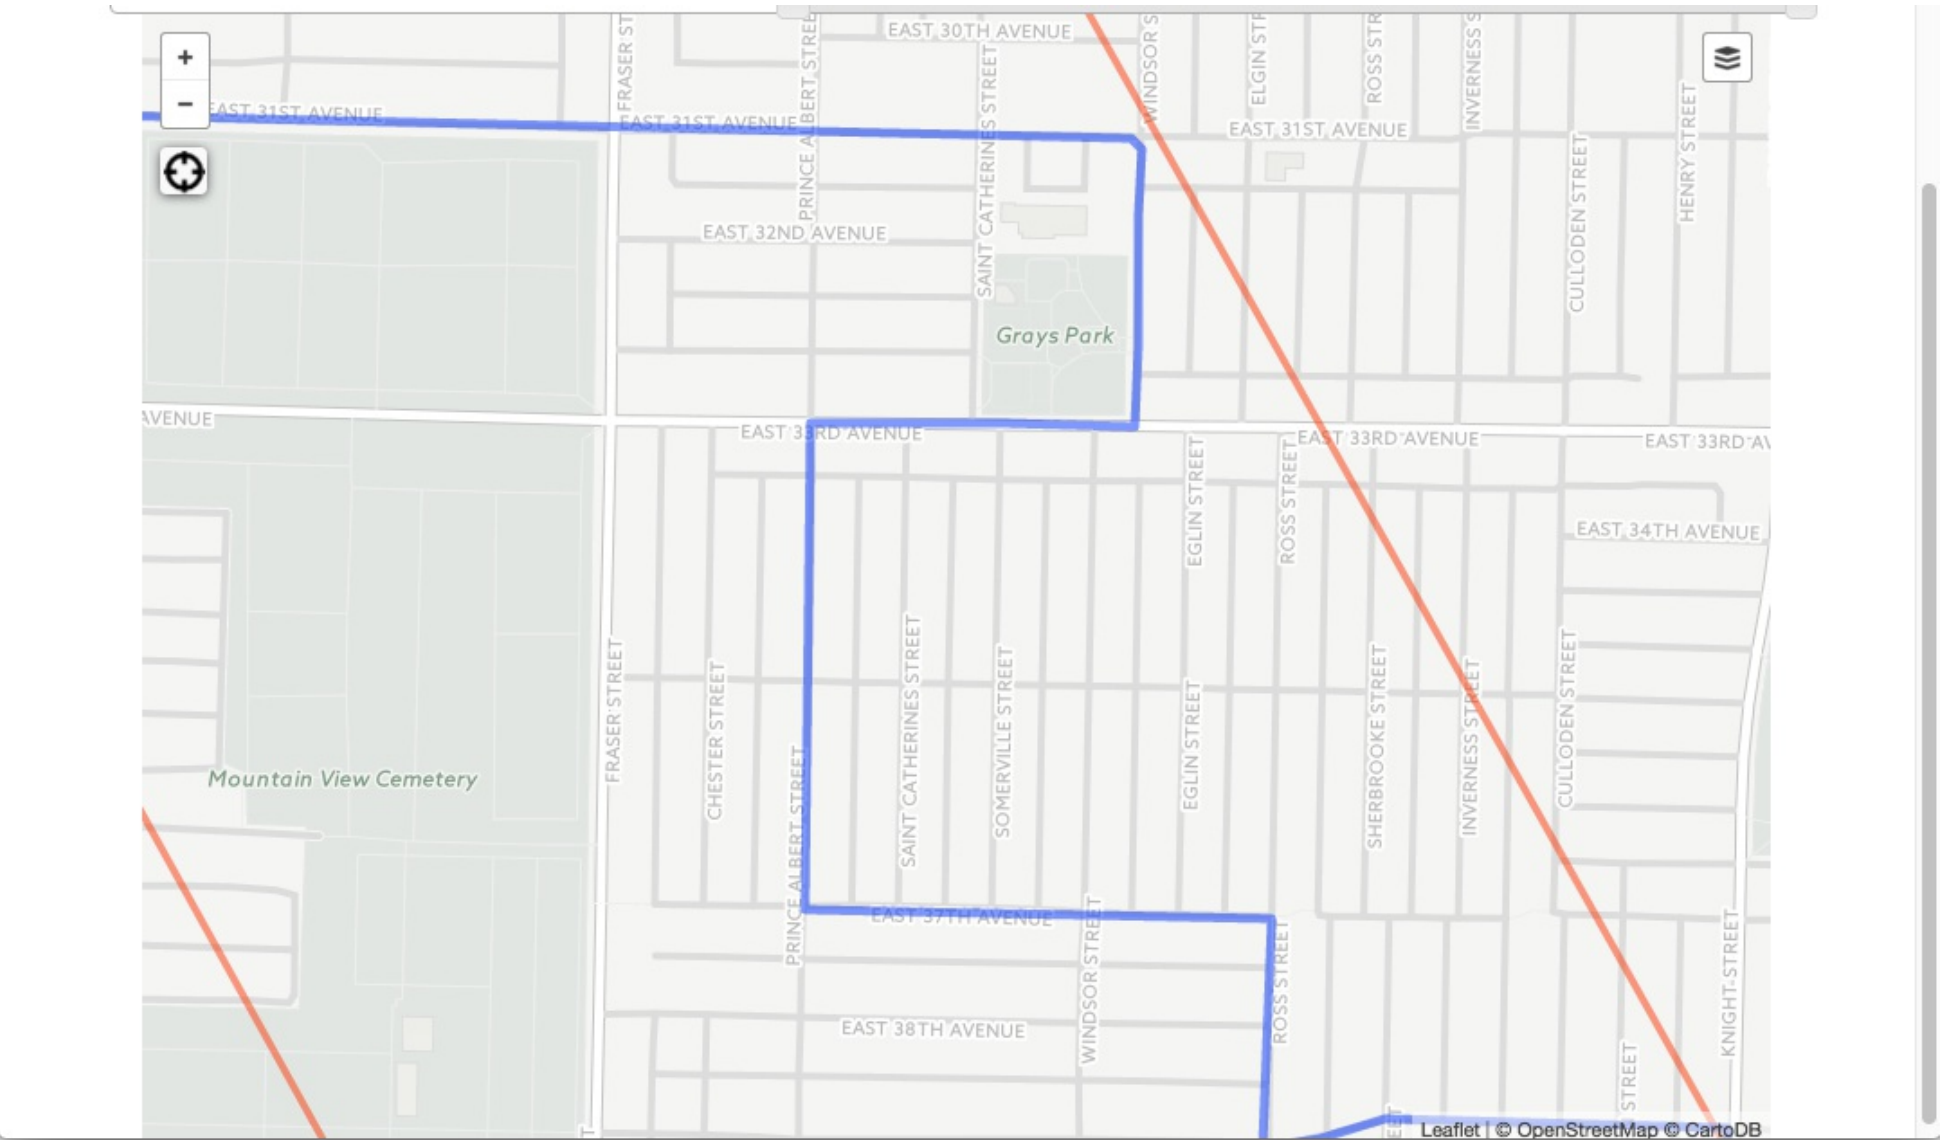 EAST 30TH AVENUE
FRASER ST
PRINCE ALBERT STREE
SAINT CATHERINES STREET
WINDSOR S
ELGIN STR
ROSS STR
INVERNESS S
HENRY STREET
CULLODEN STREET
+
−
EAST 31ST AVENUE
EAST 31ST AVENUE
EAST 31ST AVENUE
EAST 32ND AVENUE
Grays Park
AVENUE
EAST 33RD AVENUE
EAST 33RD AVENUE
EAST 33RD AV
EGLIN STREET
ROSS STREET
EAST 34TH AVENUE
FRASER STREET
CHESTER STREET
PRINCE ALBERT STREET
SAINT CATHERINES STREET
SOMERVILLE STREET
EGLIN STREET
SHERBROOKE STREET
INVERNESS STREET
CULLODEN STREET
Mountain View Cemetery
EAST 37TH AVENUE
WINDSOR STREET
ROSS STREET
KNIGHT STREET
EAST 38TH AVENUE
STREET
EET
T
Leaflet | © OpenStreetMap © CartoDB